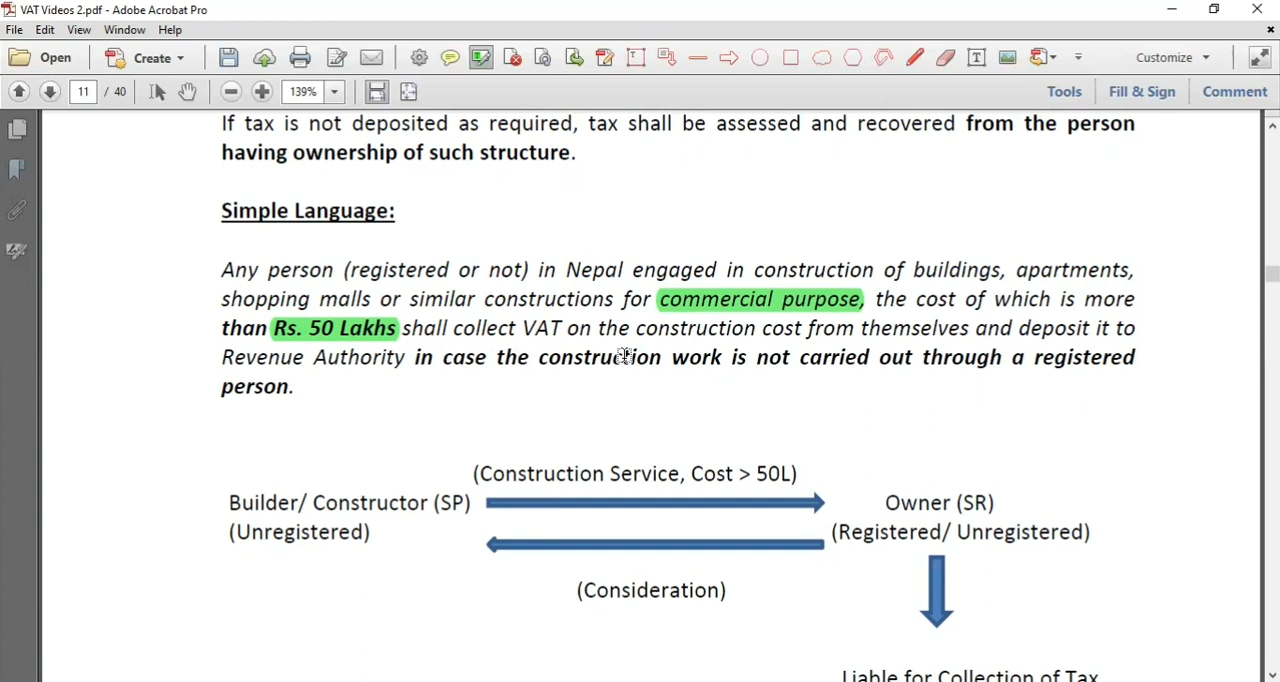 VAT Videos 2.pdf - Adobe Acrobat Pro
File Edit View Window Help
Open Create Customize
11 / 40 139% Tools Fill & Sign Comment
If tax is not deposited as required, tax shall be assessed and recovered from the person
having ownership of such structure.
Simple Language:
Any person (registered or not) in Nepal engaged in construction of buildings, apartments,
shopping malls or similar constructions for commercial purpose, the cost of which is more
than Rs. 50 Lakhs shall collect VAT on the construction cost from themselves and deposit it to
Revenue Authority in case the construction work is not carried out through a registered
person.
(Construction Service, Cost > 50L)
Builder/ Constructor (SP) Owner (SR)
(Unregistered) (Registered/ Unregistered)
(Consideration)
Liable for Collection of Tax